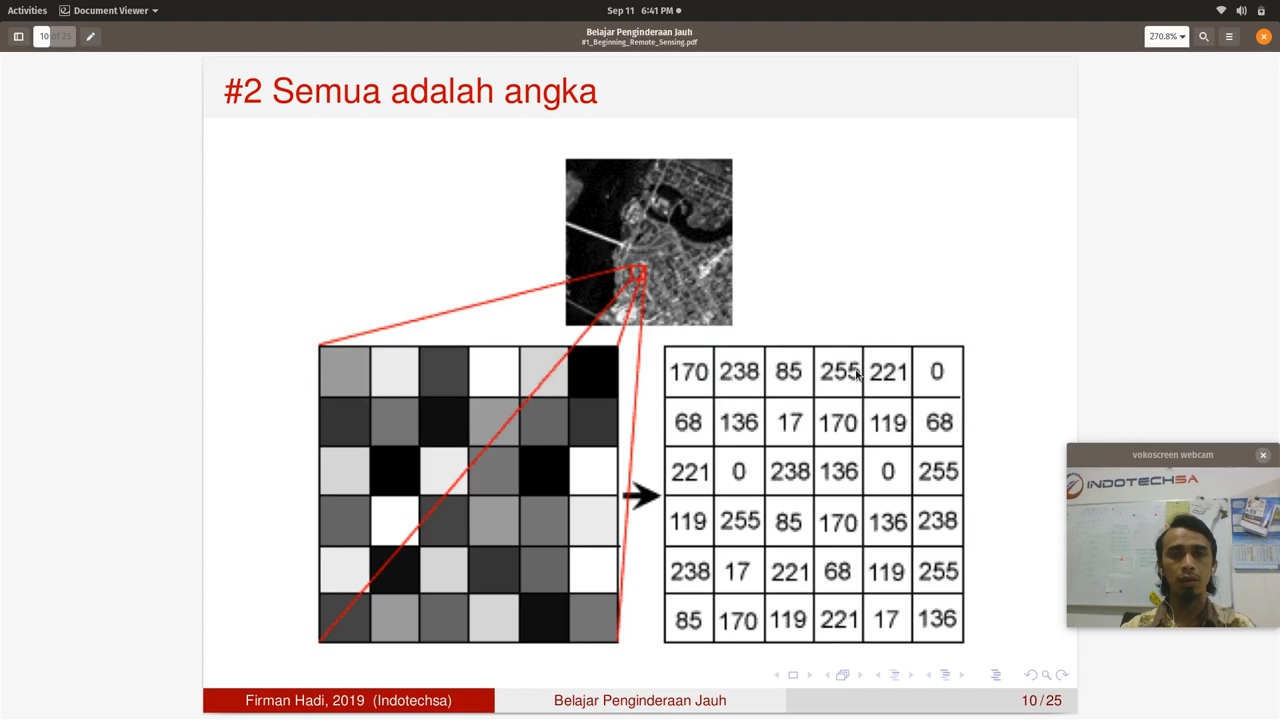 Activities
Document Viewer
Sep 11 6:41 PM
10 of 25
Belajar Penginderaan Jauh
#1_Beginning_Remote_Sensing.pdf
270.8%
#2 Semua adalah angka
170 238 85 255 221 0
68 136 17 170 119 68
221 0 238 136 0 255
119 255 85 170 136 238
238 17 221 68 119 255
85 170 119 221 17 136
vokoscreen webcam
INDOTECHSA
Firman Hadi, 2019 (Indotechsa)
Belajar Penginderaan Jauh
10 / 25